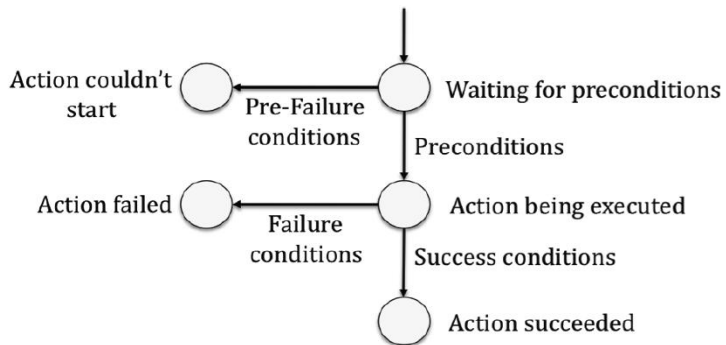 Action couldn't
start
Pre-Failure
conditions
Waiting for preconditions
Preconditions
Action failed
Failure
conditions
Action being executed
Success conditions
Action succeeded